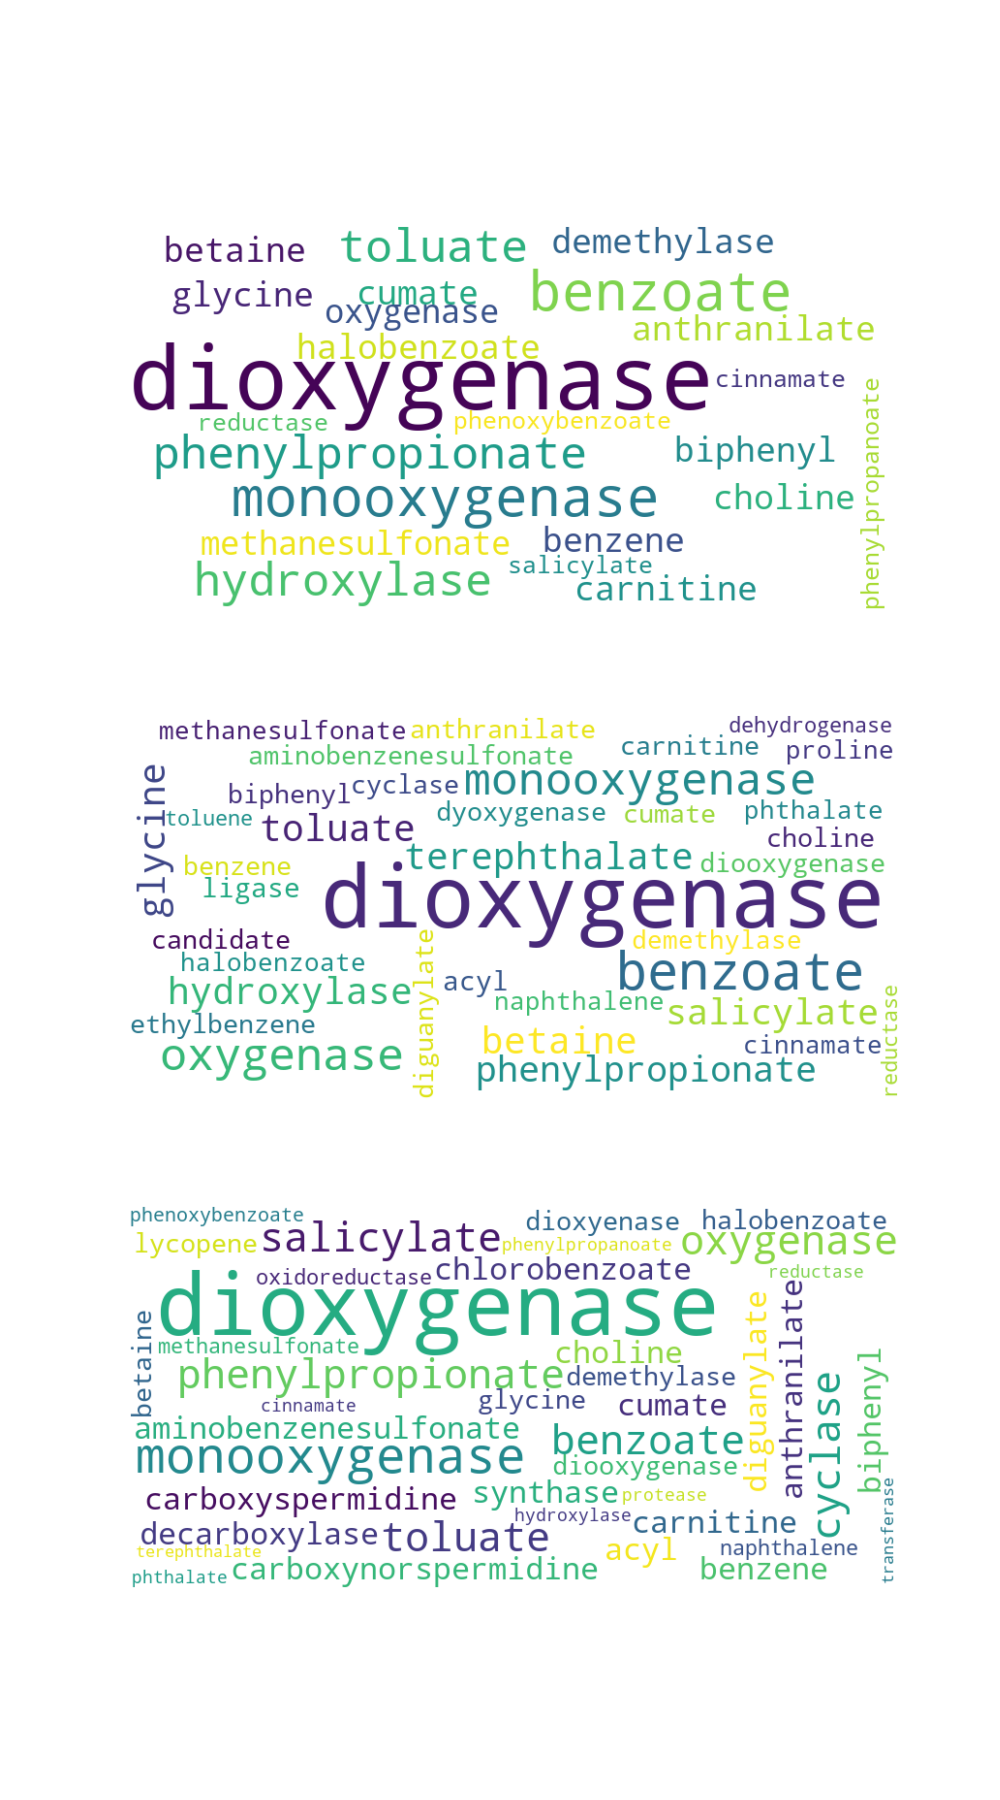 betaine toluate demethylase
glycine cumate benzoate
oxygenase anthranilate
halobenzoate
dioxygenase cinnamate
reductase phenoxybenzoate
phenylpropanoate
phenylpropionate biphenyl
monooxygenase choline
methanesulfonate benzene
hydroxylase salicylate
carnitine
methanesulfonate anthranilate dehydrogenase
aminobenzenesulfonate carnitine proline
glycine
biphenyl cyclase monooxygenase
toluene dyoxygenase cumate phthalate
toluate choline
terephthalate diooxygenase
benzene
ligase dioxygenase
candidate demethylase
halobenzoate acyl benzoate
diguanylate
hydroxylase naphthalene salicylate
reductase
ethylbenzene betaine cinnamate
oxygenase phenylpropionate
phenoxybenzoate dioxyenase halobenzoate
lycopene salicylate phenylpropanoate oxygenase
oxidoreductase chlorobenzoate reductase
dioxygenase
betaine
diguanylate
anthranilate
methanesulfonate choline
phenylpropionate demethylase
biphenyl
cinnamate glycine cumate
cyclase
aminobenzenesulfonate benzoate
monooxygenase diooxygenase
carboxyspermidine synthase protease
transferase
hydroxylase carnitine
decarboxylase toluate
terephthalate acyl naphthalene
phthalate carboxynorspermidine benzene